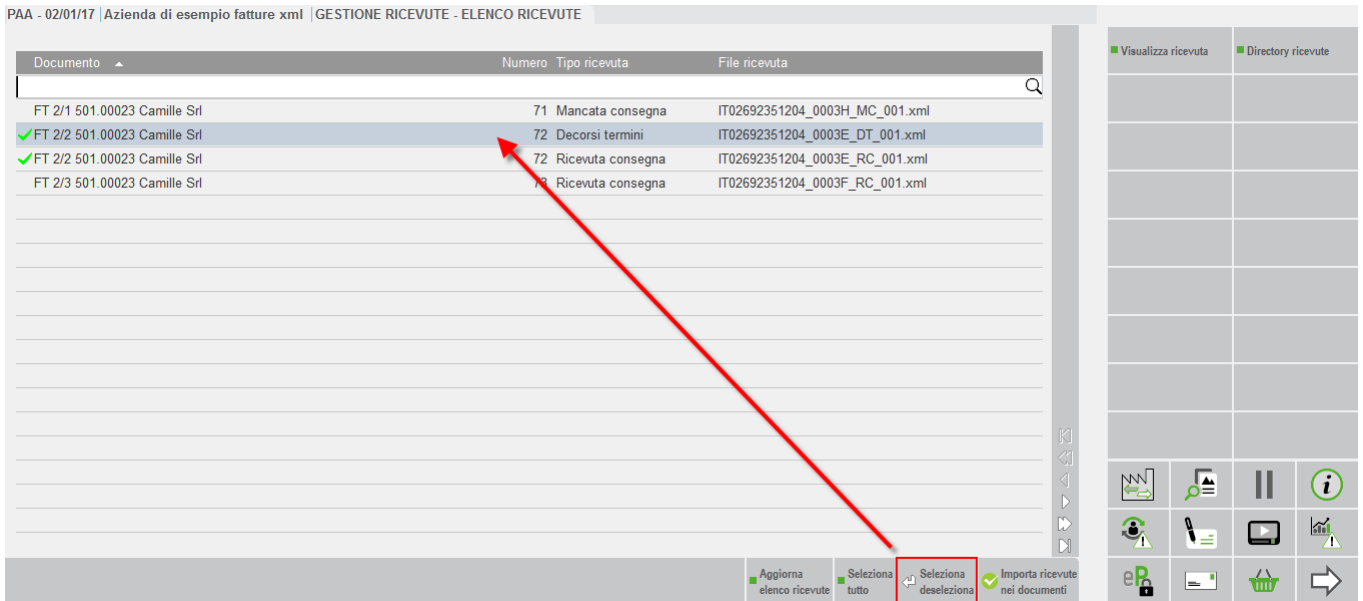 PAA - 02/01/17 |Azienda di esempio fatture xml |GESTIONE RICEVUTE - ELENCO RICEVUTE
Visualizza ricevuta Directory ricevute
Documento Numero Tipo ricevuta File ricevuta
FT 2/1 501.00023 Camille Srl 71 Mancata consegna IT02692351204_0003H_MC_001.xml
FT 2/2 501.00023 Camille Srl 72 Decorsi termini IT02692351204_0003E_DT_001.xml
FT 2/2 501.00023 Camille Srl 72 Ricevuta consegna IT02692351204_0003E_RC_001.xml
FT 2/3 501.00023 Camille Srl 73 Ricevuta consegna IT02692351204_0003F_RC_001.xml
Aggiorna elenco ricevute
Seleziona tutto
Seleziona deseleziona
Importa ricevute nei documenti